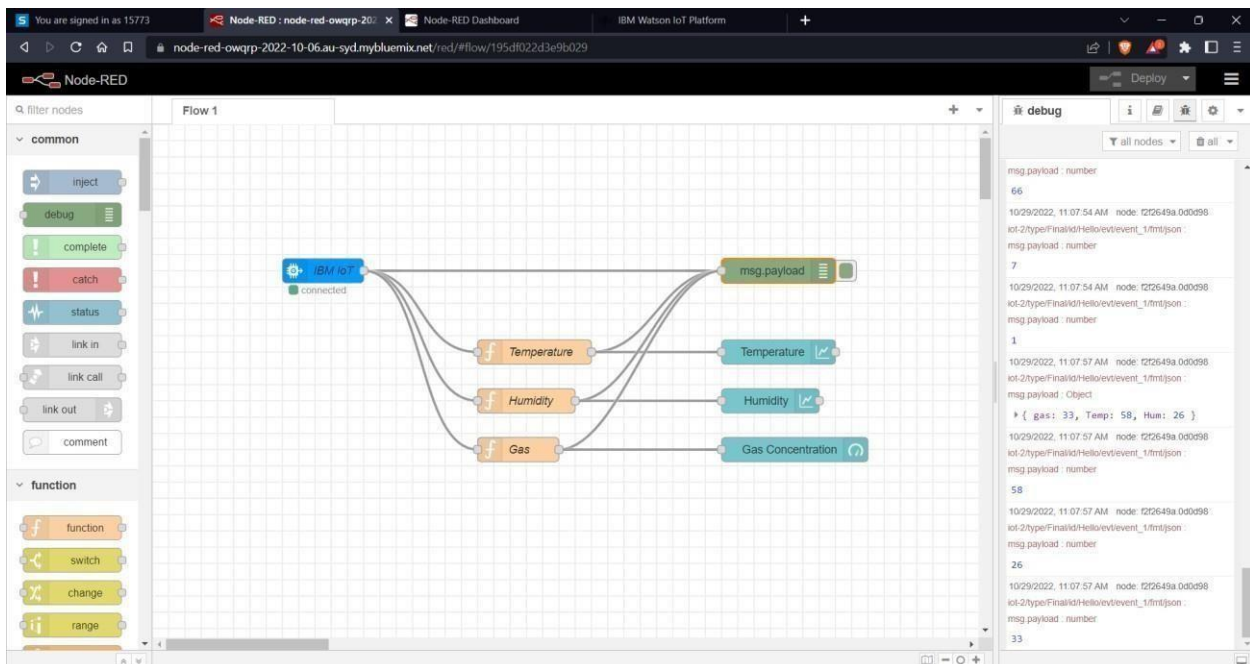 You are signed in as 15773
Node-RED : node-red-owqrp-202
Node-RED Dashboard
IBM Watson IoT Platform
node-red-owqrp-2022-10-06.au-syd.mybluemix.net/red/#flow/195df022d3e9b029
Node-RED
Deploy
filter nodes
Flow 1
debug
common
all nodes
all
inject
debug
complete
catch
status
link in
link call
link out
comment
function
function
switch
change
range
IBM IoT
connected
msg.payload
Temperature
Temperature
Humidity
Humidity
Gas
Gas Concentration
msg.payload : number
66
10/29/2022, 11:07:54 AM node: f2f2649a.0d0d98
iot-2/type/Final/id/Hello/evt/event_1/fmt/json :
msg.payload : number
7
10/29/2022, 11:07:54 AM node: f2f2649a.0d0d98
iot-2/type/Final/id/Hello/evt/event_1/fmt/json :
msg.payload : number
1
10/29/2022, 11:07:57 AM node: f2f2649a.0d0d98
iot-2/type/Final/id/Hello/evt/event_1/fmt/json :
msg.payload : Object
{ gas: 33, Temp: 58, Hum: 26 }
10/29/2022, 11:07:57 AM node: f2f2649a.0d0d98
iot-2/type/Final/id/Hello/evt/event_1/fmt/json :
msg.payload : number
58
10/29/2022, 11:07:57 AM node: f2f2649a.0d0d98
iot-2/type/Final/id/Hello/evt/event_1/fmt/json :
msg.payload : number
26
10/29/2022, 11:07:57 AM node: f2f2649a.0d0d98
iot-2/type/Final/id/Hello/evt/event_1/fmt/json :
msg.payload : number
33